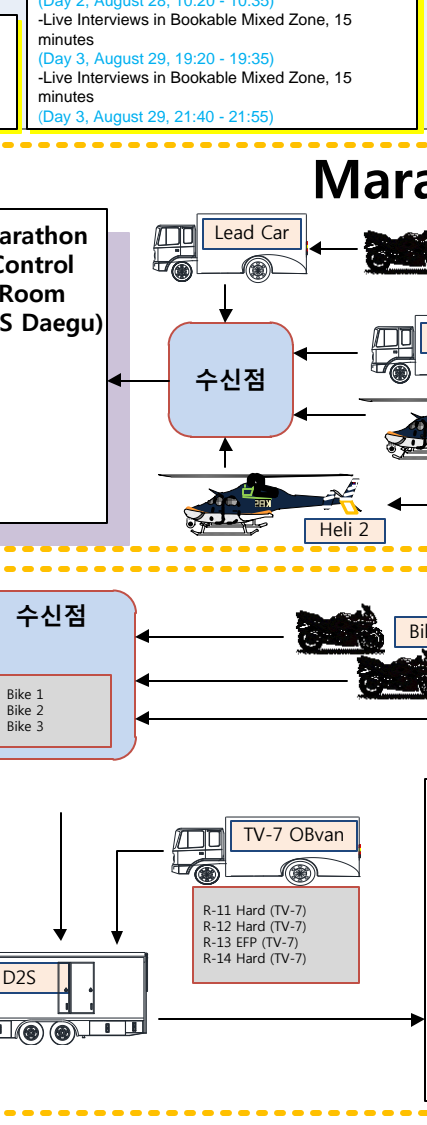 (Day 2, August 28, 10:20 - 10:35)
-Live Interviews in Bookable Mixed Zone, 15
minutes
(Day 3, August 29, 19:20 - 19:35)
-Live Interviews in Bookable Mixed Zone, 15
minutes
(Day 3, August 29, 21:40 - 21:55)
Mara
arathon
Control
Room
S Daegu)
Lead Car
수신점
KBS
Heli 2
수신점
Bik
Bike 1
Bike 2
Bike 3
TV-7 OBvan
R-11 Hard (TV-7)
R-12 Hard (TV-7)
R-13 EFP (TV-7)
R-14 Hard (TV-7)
D2S